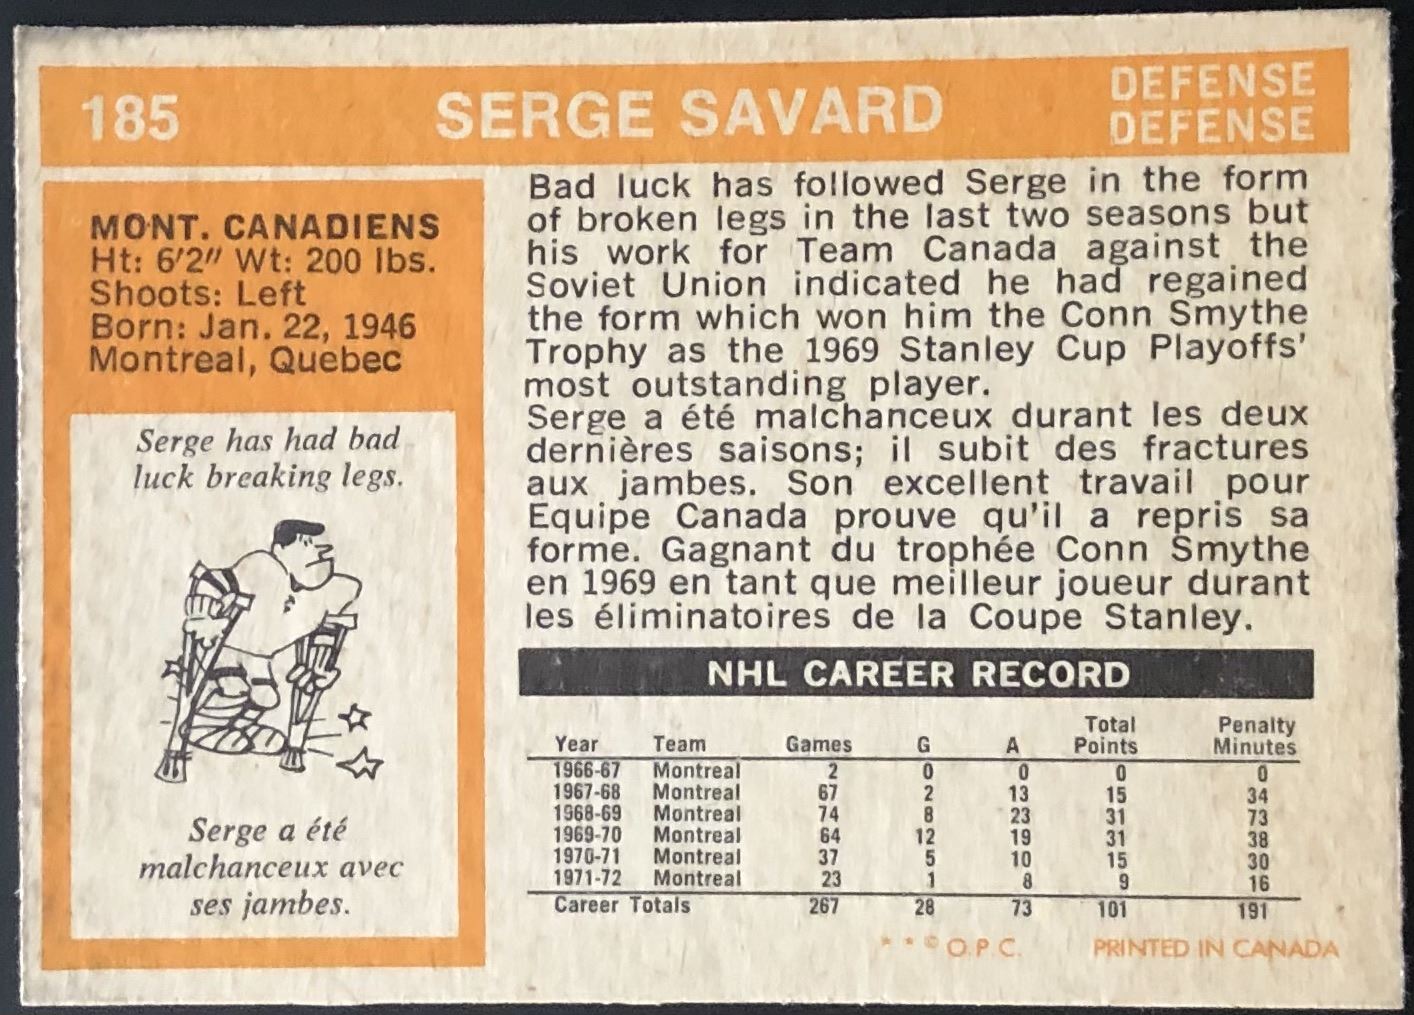 185 SERGE SAVARD DEFENSE
DEFENSE
MONT. CANADIENS
Ht: 6'2" Wt: 200 lbs.
Shoots: Left
Born: Jan. 22, 1946
Montreal, Quebec
Serge has had bad
luck breaking legs.
Serge a été
malchanceux avec
ses jambes.
Bad luck has followed Serge in the form
of broken legs in the last two seasons but
his work for Team Canada against the
Soviet Union indicated he had regained
the form which won him the Conn Smythe
Trophy as the 1969 Stanley Cup Playoffs'
most outstanding player.
Serge a été malchanceux durant les deux
dernières saisons; il subit des fractures
aux jambes. Son excellent travail pour
Equipe Canada prouve qu'il a repris sa
forme. Gagnant du trophée Conn Smythe
en 1969 en tant que meilleur joueur durant
les éliminatoires de la Coupe Stanley.
NHL CAREER RECORD
Year Team Games G A Total Points Penalty Minutes
1966-67 Montreal 2 0 0 0 0
1967-68 Montreal 67 2 13 15 34
1968-69 Montreal 74 8 23 31 73
1969-70 Montreal 64 12 19 31 38
1970-71 Montreal 37 5 10 15 30
1971-72 Montreal 23 1 8 9 16
Career Totals 267 28 73 101 191
* * © O.P.C. PRINTED IN CANADA